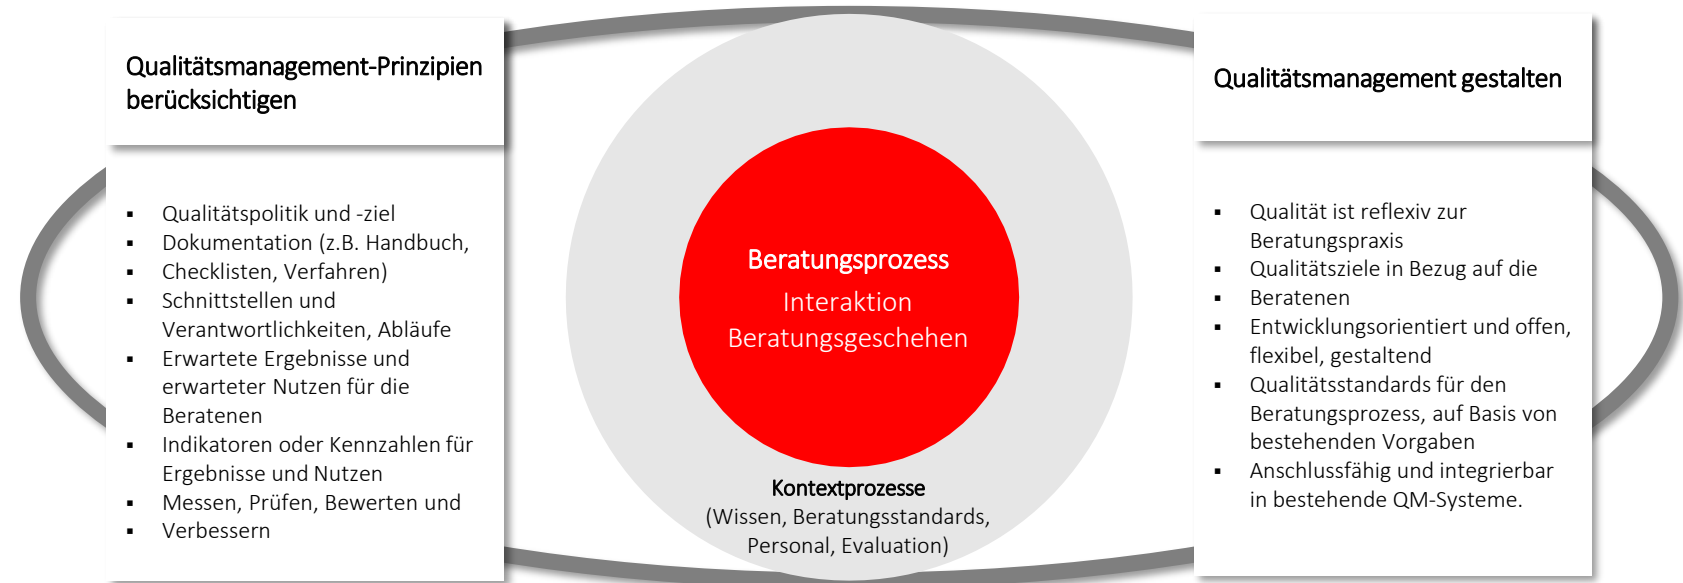 Qualitätsmanagement-Prinzipien
berücksichtigen
▪ Qualitätspolitik und -ziel
▪ Dokumentation (z.B. Handbuch,
▪ Checklisten, Verfahren)
▪ Schnittstellen und
Verantwortlichkeiten, Abläufe
▪ Erwartete Ergebnisse und
erwarteter Nutzen für die
Beratenen
▪ Indikatoren oder Kennzahlen für
Ergebnisse und Nutzen
▪ Messen, Prüfen, Bewerten und
▪ Verbessern
Beratungsprozess
Interaktion
Beratungsgeschehen
Kontextprozesse
(Wissen, Beratungsstandards,
Personal, Evaluation)
Qualitätsmanagement gestalten
▪ Qualität ist reflexiv zur
Beratungspraxis
▪ Qualitätsziele in Bezug auf die
▪ Beratenen
▪ Entwicklungsorientiert und offen,
flexibel, gestaltend
▪ Qualitätsstandards für den
Beratungsprozess, auf Basis von
bestehenden Vorgaben
▪ Anschlussfähig und integrierbar
in bestehende QM-Systeme.